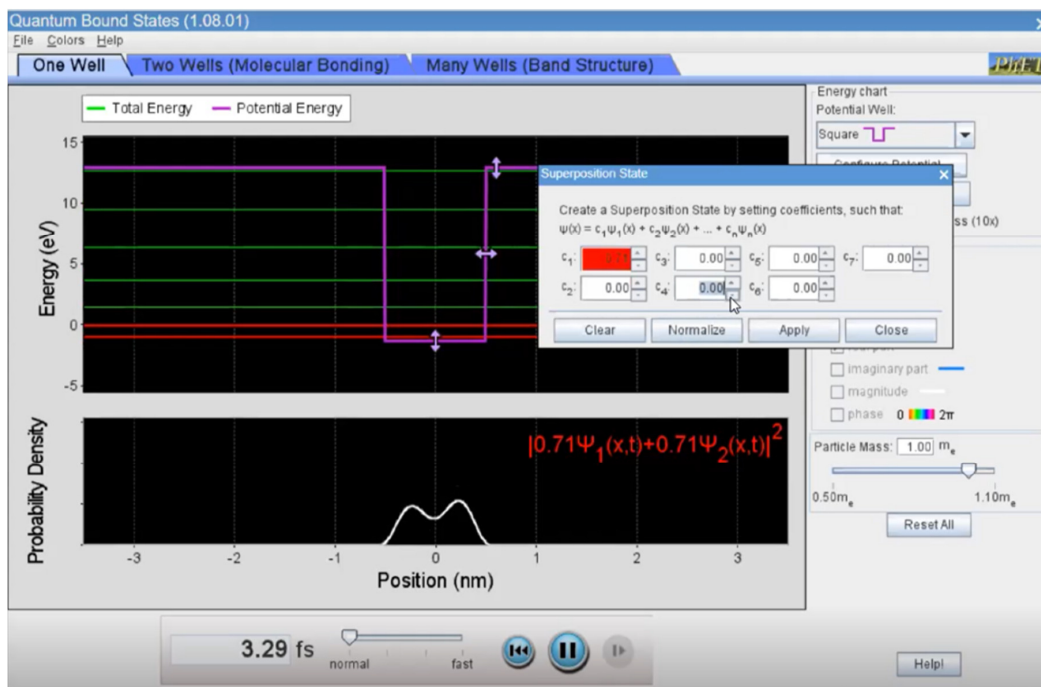 Quantum Bound States (1.08.01)
File Colors Help
One Well Two Wells (Molecular Bonding) Many Wells (Band Structure)
Total Energy Potential Energy
Energy chart
Potential Well:
Square
Configure Potential
ss (10x)
Superposition State
Create a Superposition State by setting coefficients, such that:
ψ(x) = c₁ψ₁(x) + c₂ψ₂(x) + ... + cₙψₙ(x)
c₁: c₃: 0.00 c₅: 0.00 c₇: 0.00
c₂: 0.00 c₄: 0.00 c₆: 0.00
Clear Normalize Apply Close
Energy (eV)
15
10
5
0
-5
imaginary part
magnitude
phase 0 2π
Probability Density
|0.71Ψ₁(x,t)+0.71Ψ₂(x,t)|²
-3 -2 -1 0 1 2 3
Position (nm)
Particle Mass: 1.00 mₑ
0.50mₑ 1.10mₑ
Reset All
3.29 fs
normal fast
Help!